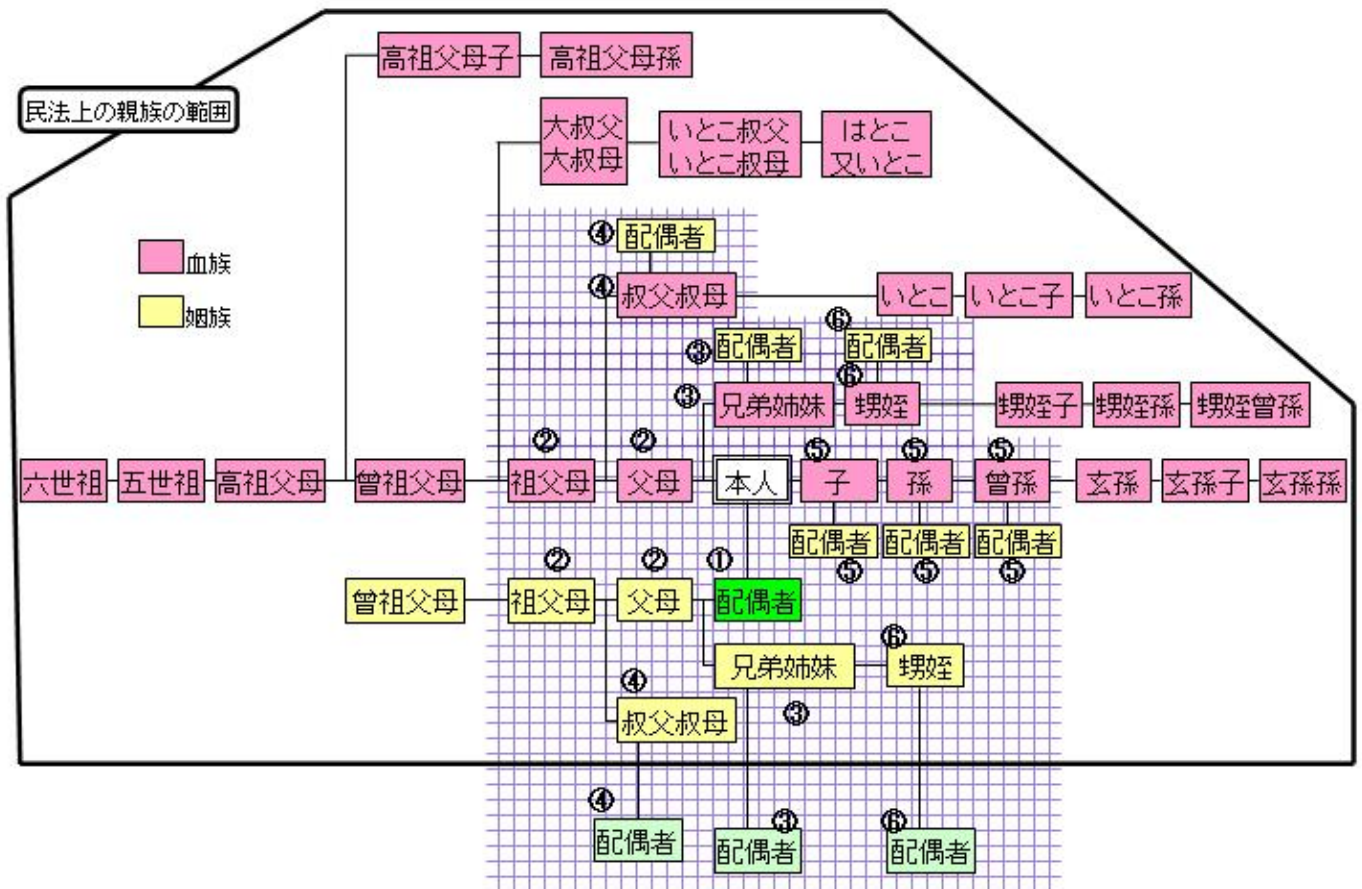 高祖父母子
高祖父母孫
民法上の親族の範囲
大叔父
大叔母
いとこ叔父
いとこ叔母
はとこ
又いとこ
血族
姻族
④
配偶者
④
叔父叔母
いとこ
いとこ子
いとこ孫
③
配偶者
⑥
配偶者
③
兄弟姉妹
⑥
甥姪
甥姪子
甥姪孫
甥姪曾孫
六世祖
五世祖
高祖父母
曾祖父母
②
祖父母
②
父母
本人
⑤
子
⑤
孫
⑤
曾孫
玄孫
玄孫子
玄孫孫
配偶者
⑤
配偶者
⑤
配偶者
⑤
曾祖父母
②
祖父母
②
父母
①
配偶者
兄弟姉妹
③
⑥
甥姪
④
叔父叔母
④
配偶者
③
配偶者
⑥
配偶者